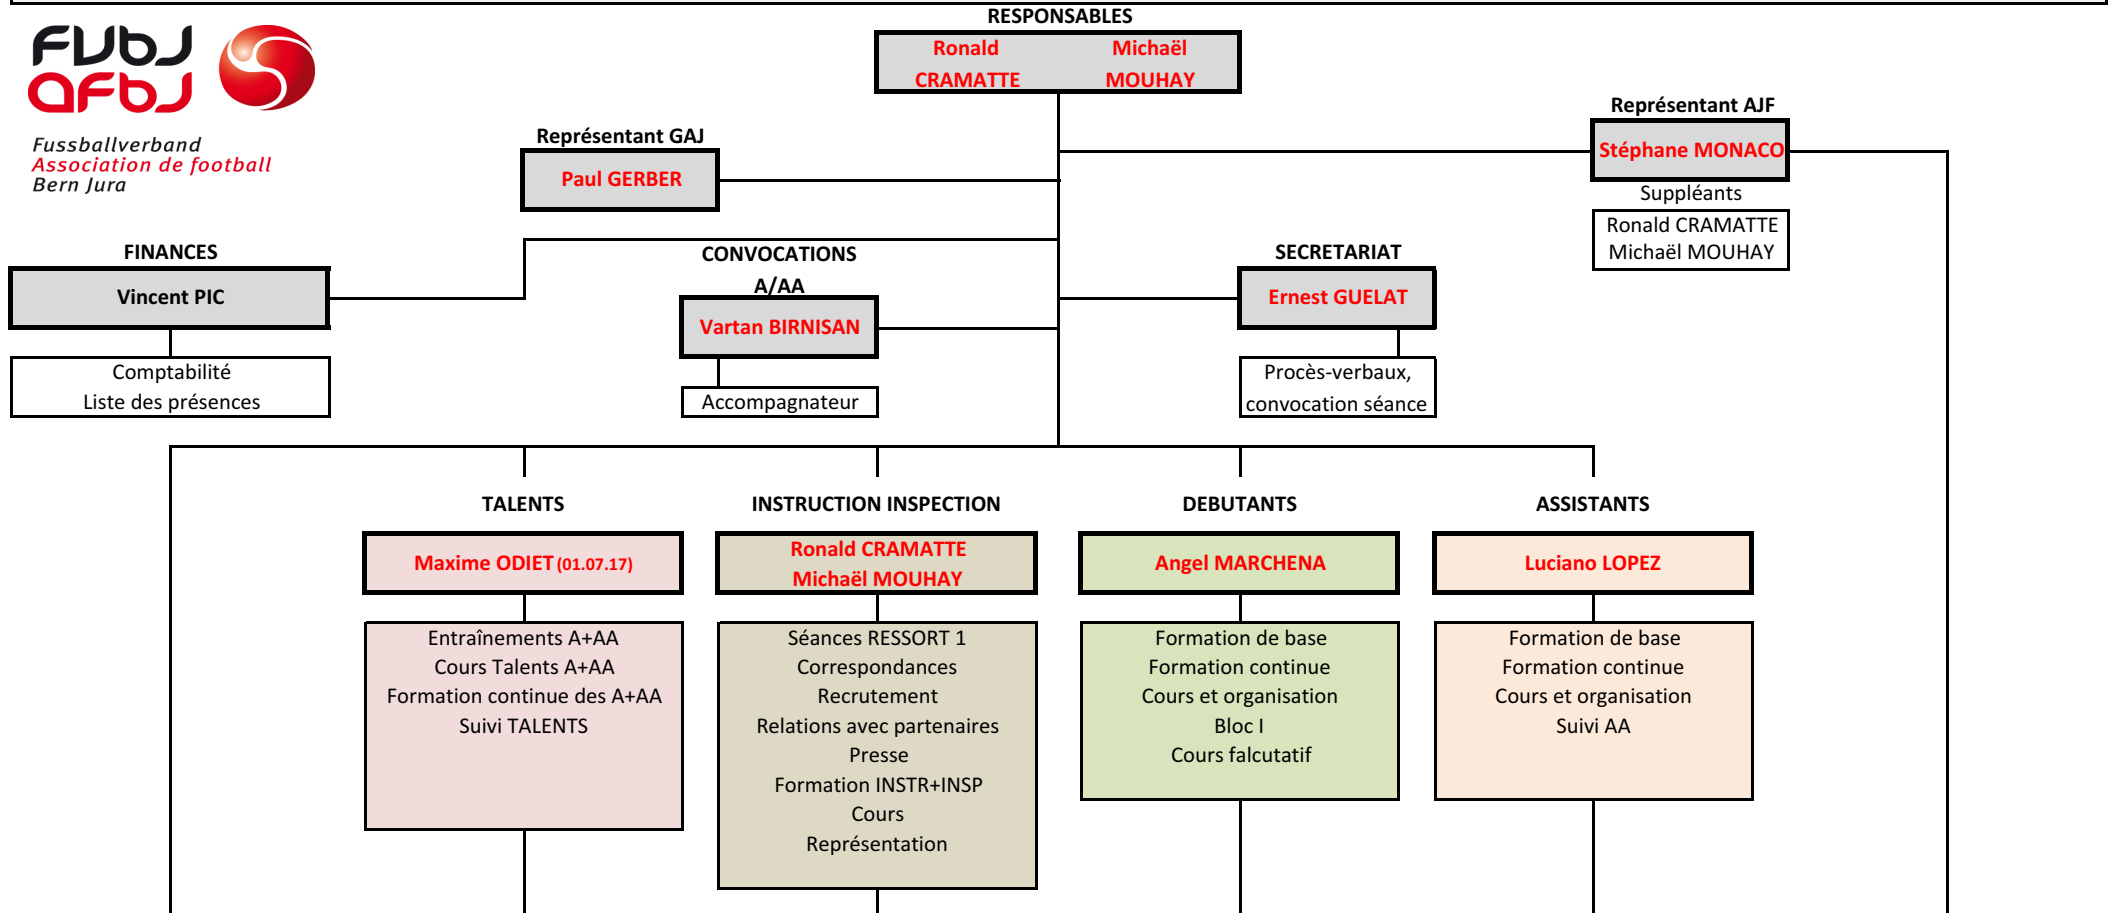 RESPONSABLES
Ronald Michaël
CRAMATTE MOUHAY
FVbJ
AFbJ
Fussballverband
Association de football
Bern Jura
Représentant AJF
Stéphane MONACO
Suppléants
Ronald CRAMATTE
Michaël MOUHAY
Représentant GAJ
Paul GERBER
FINANCES
Vincent PIC
Comptabilité
Liste des présences
CONVOCATIONS
A/AA
Vartan BIRNISAN
Accompagnateur
SECRETARIAT
Ernest GUELAT
Procès-verbaux,
convocation séance
TALENTS
Maxime ODIET (01.07.17)
Entraînements A+AA
Cours Talents A+AA
Formation continue des A+AA
Suivi TALENTS
INSTRUCTION INSPECTION
Ronald CRAMATTE
Michaël MOUHAY
Séances RESSORT 1
Correspondances
Recrutement
Relations avec partenaires
Presse
Formation INSTR+INSP
Cours
Représentation
DEBUTANTS
Angel MARCHENA
Formation de base
Formation continue
Cours et organisation
Bloc I
Cours falcutatif
ASSISTANTS
Luciano LOPEZ
Formation de base
Formation continue
Cours et organisation
Suivi AA